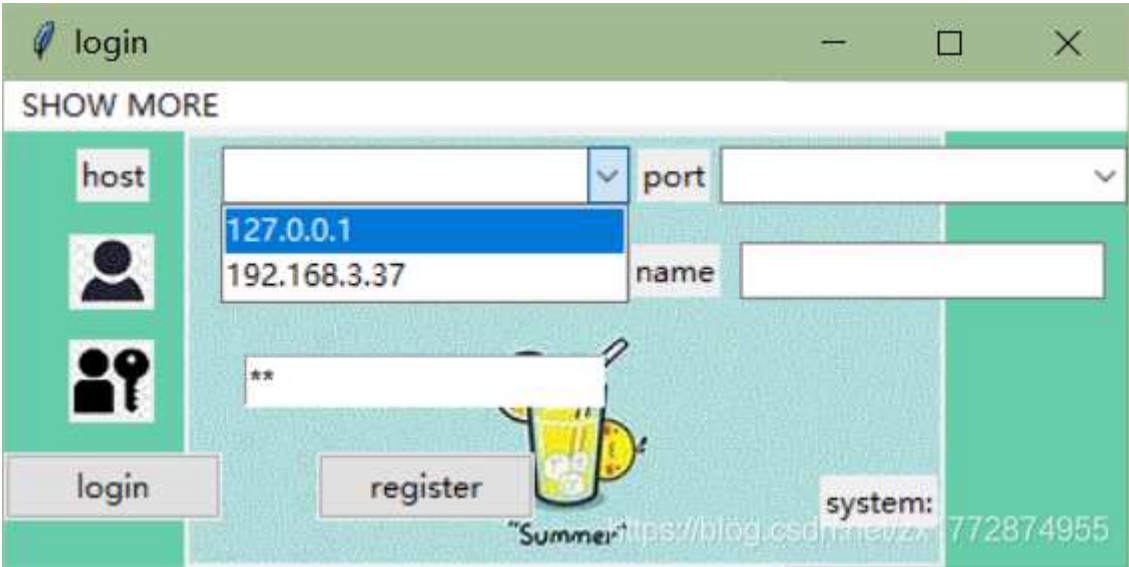 login
SHOW MORE
host
port
127.0.0.1
192.168.3.37
name
**
login
register
system:
"Summer"
https://blog.csdn.net/zx1772874955